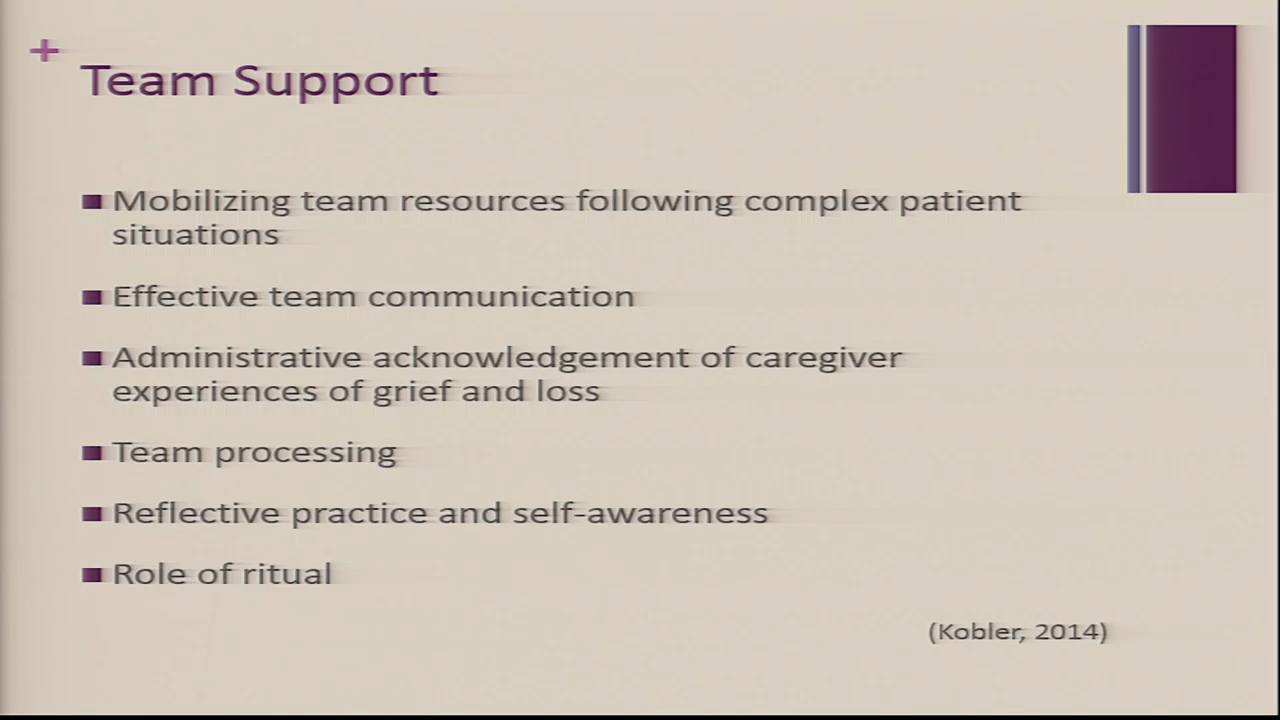 +
Team Support
Mobilizing team resources following complex patient
situations
Effective team communication
Administrative acknowledgement of caregiver
experiences of grief and loss
Team processing
Reflective practice and self-awareness
Role of ritual
(Kobler, 2014)